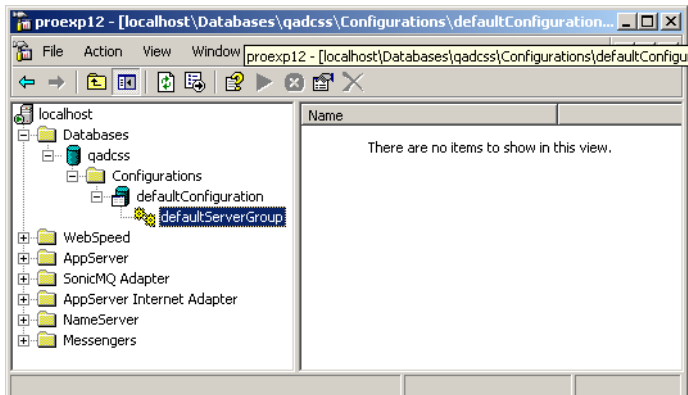 proexp12 - [localhost\Databases\qadcss\Configurations\defaultConfiguration...
File Action View Window
proexp12 - [localhost\Databases\qadcss\Configurations\defaultConfigu
localhost
Databases
qadcss
Configurations
defaultConfiguration
defaultServerGroup
WebSpeed
AppServer
SonicMQ Adapter
AppServer Internet Adapter
NameServer
Messengers
Name
There are no items to show in this view.